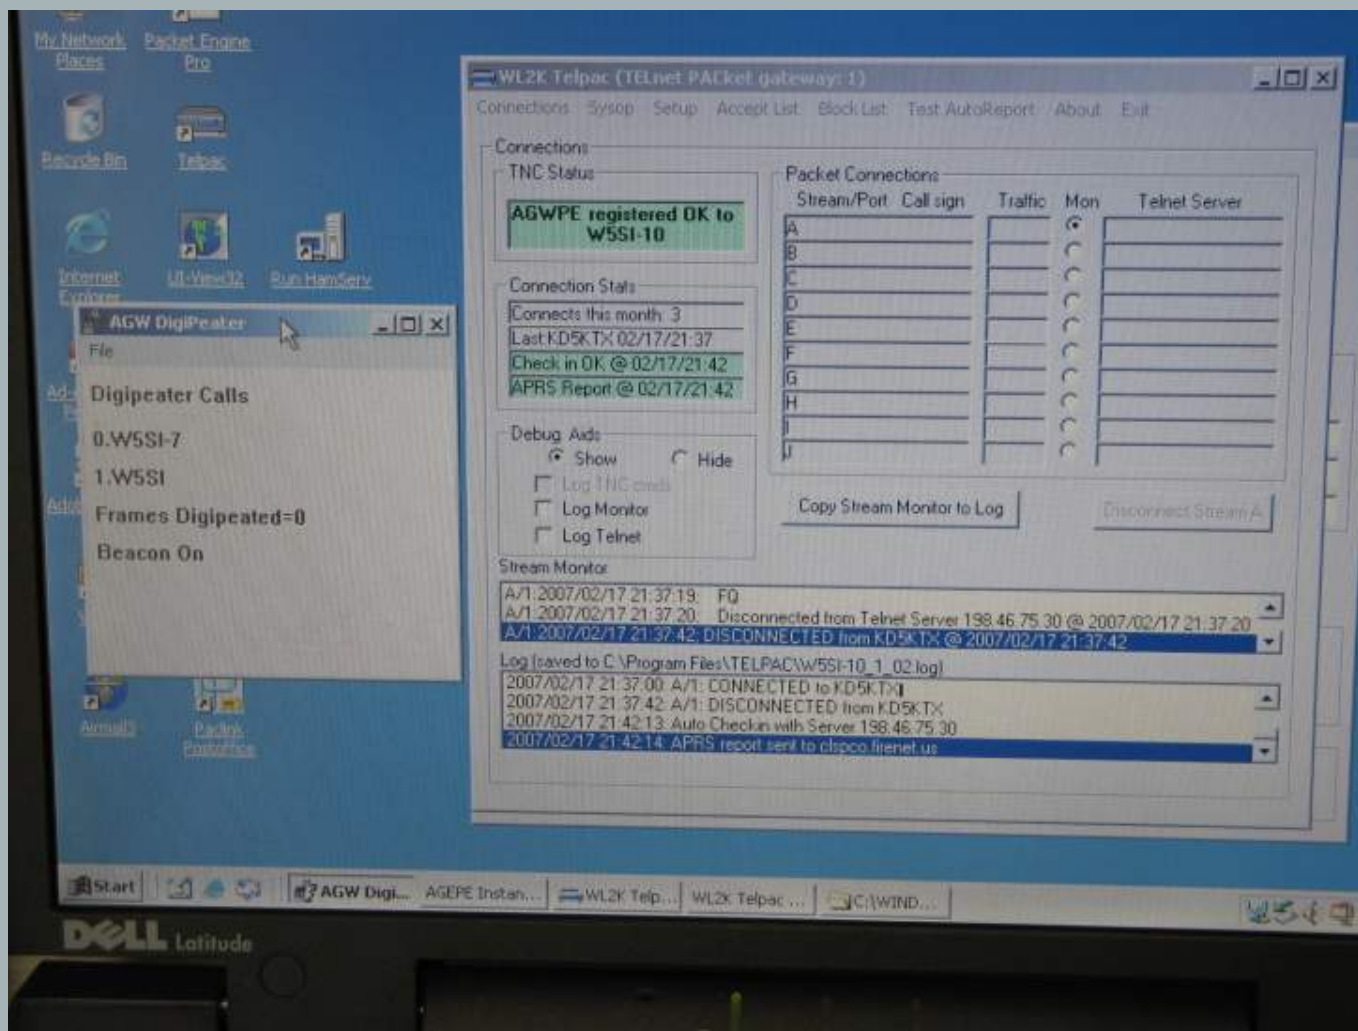 My Network
Places
Packet Engine
Pro
Recycle Bin
Telpac
Internet
Explorer
UI-View32
Run HamServ
AGW DigiPeater
File
Digipeater Calls
0.W5SI-7
1.W5SI
Frames Digipeated=0
Beacon On
Airmail3
Paclink
WL2K Telpac (TELnet PACket gateway: 1)
Connections Sysop Setup Accept List Block List Test AutoReport About Exit
Connections
TNC Status
AGWPE registered OK to
W5SI-10
Connection Stats
Connects this month 3
Last KD5KTX 02/17/21:37
Check in OK @ 02/17/21:42
APRS Report @ 02/17/21:42
Debug Aids
Show Hide
Log TNC cmds
Log Monitor
Log Telnet
Packet Connections
Stream/Port Call sign Traffic Mon Telnet Server
A
B
C
D
E
F
G
H
I
J
Copy Stream Monitor to Log
Disconnect Stream A
Stream Monitor
A/1:2007/02/17 21:37:19: FQ
A/1:2007/02/17 21:37:20: Disconnected from Telnet Server 198.46.75.30 @ 2007/02/17 21:37:20
A/1:2007/02/17 21:37:42: DISCONNECTED from KD5KTX @ 2007/02/17 21:37:42
Log (saved to C:\Program Files\TELPAC\W5SI-10_1_02.log)
2007/02/17 21:37:00: A/1: CONNECTED to KD5KTX
2007/02/17 21:37:42: A/1: DISCONNECTED from KD5KTX
2007/02/17 21:42:13: Auto Checkin with Server 198.46.75.30
2007/02/17 21:42:14: APRS report sent to clspco.firenet.us
Start AGW Digi... AGEPE Instan... WL2K Telp... WL2K Telpac ... C:\WIND...
DELL Latitude